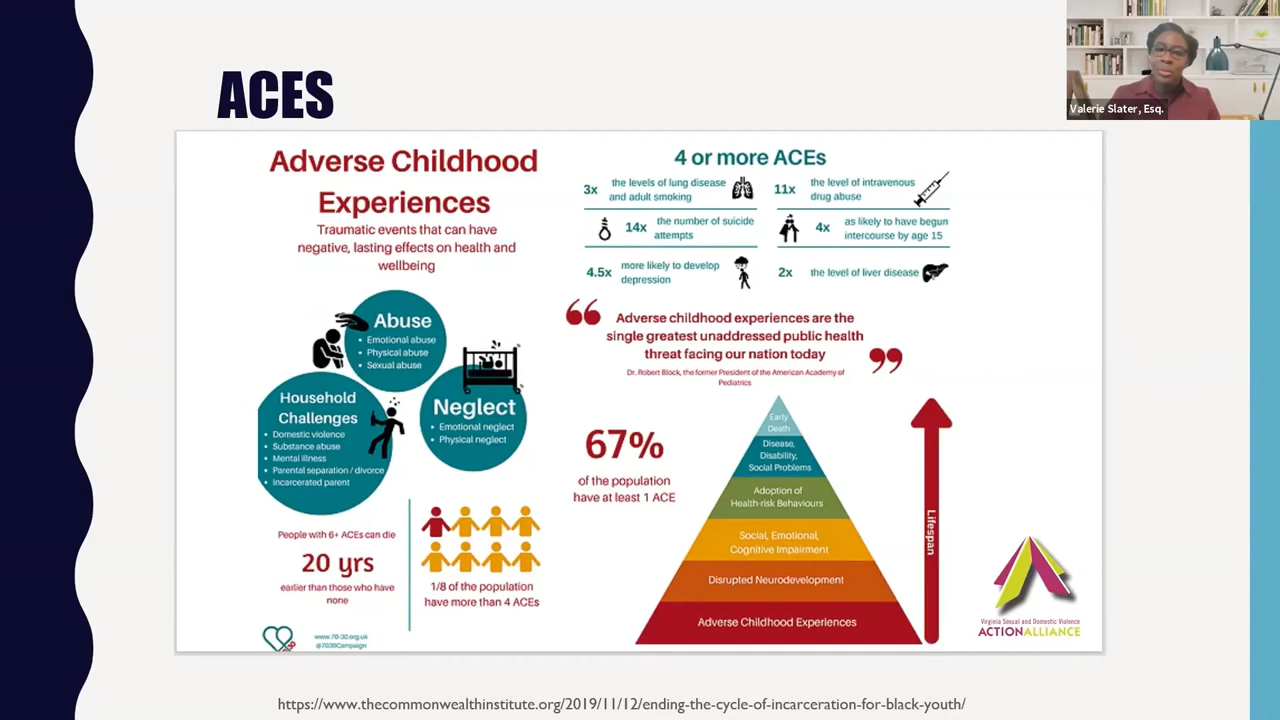 ACES
Valerie Slater, Esq.
Adverse Childhood
Experiences
Traumatic events that can have
negative, lasting effects on health and
wellbeing
Abuse
• Emotional abuse
• Physical abuse
• Sexual abuse
Household
Challenges
• Domestic violence
• Substance abuse
• Mental illness
• Parental separation / divorce
• Incarcerated parent
Neglect
• Emotional neglect
• Physical neglect
People with 6+ ACEs can die
20 yrs
earlier than those who have
none
1/8 of the population
have more than 4 ACEs
www.70-30.org.uk
@7030Campaign
4 or more ACEs
3x the levels of lung disease
and adult smoking
11x the level of intravenous
drug abuse
14x the number of suicide
attempts
4x as likely to have begun
intercourse by age 15
4.5x more likely to develop
depression
2x the level of liver disease
“ Adverse childhood experiences are the
single greatest unaddressed public health
threat facing our nation today ”
Dr. Robert Block, the former President of the American Academy of
Pediatrics
67%
of the population
have at least 1 ACE
Early
Death
Disease,
Disability,
Social Problems
Adoption of
Health-risk Behaviours
Social, Emotional,
Cognitive Impairment
Disrupted Neurodevelopment
Adverse Childhood Experiences
Lifespan
Virginia Sexual and Domestic Violence
ACTIONALLIANCE
https://www.thecommonwealthinstitute.org/2019/11/12/ending-the-cycle-of-incarceration-for-black-youth/